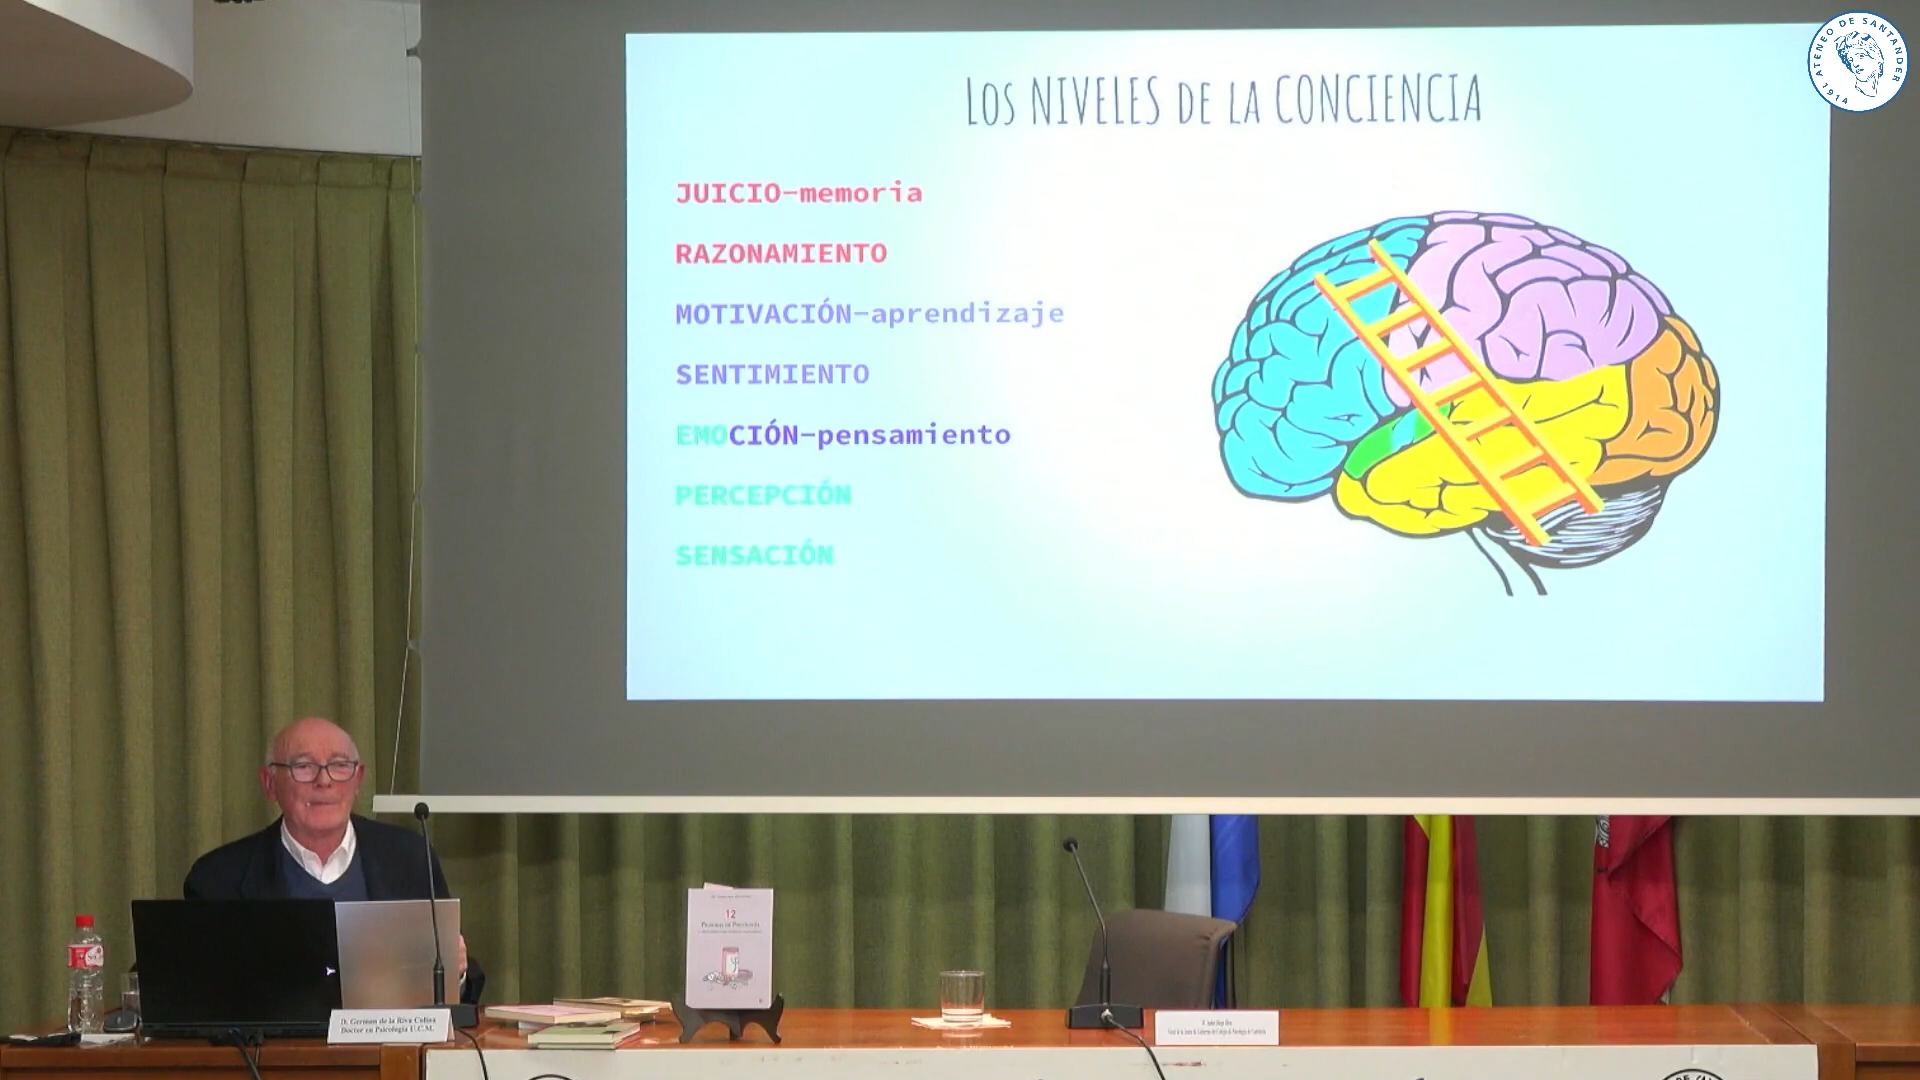 ATENEO DE SANTANDER
1914
Los NIVELES DE LA CONCIENCIA
JUICIO-memoria
RAZONAMIENTO
MOTIVACIÓN-aprendizaje
SENTIMIENTO
EMOCIÓN-pensamiento
PERCEPCIÓN
SENSACIÓN
12
D. German de la Riva Colina
Doctor en Psicología U.C.M.